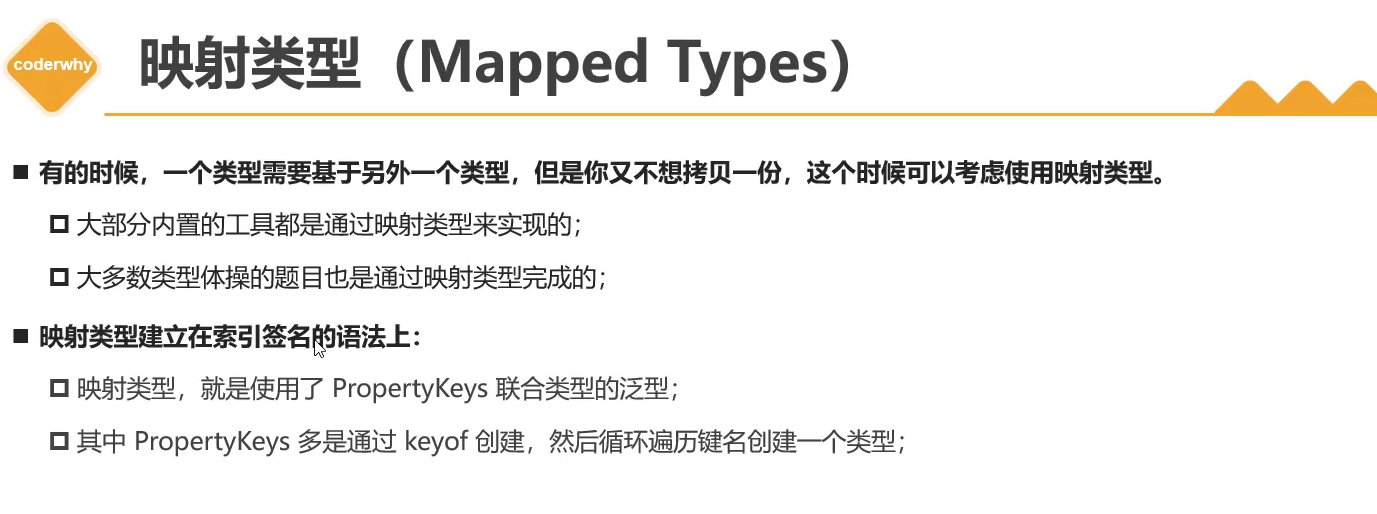 coderwhy
映射类型（Mapped Types）
有的时候，一个类型需要基于另外一个类型，但是你又不想拷贝一份，这个时候可以考虑使用映射类型。
大部分内置的工具都是通过映射类型来实现的；
大多数类型体操的题目也是通过映射类型完成的；
映射类型建立在索引签名的语法上：
映射类型，就是使用了 PropertyKeys 联合类型的泛型；
其中 PropertyKeys 多是通过 keyof 创建，然后循环遍历键名创建一个类型；